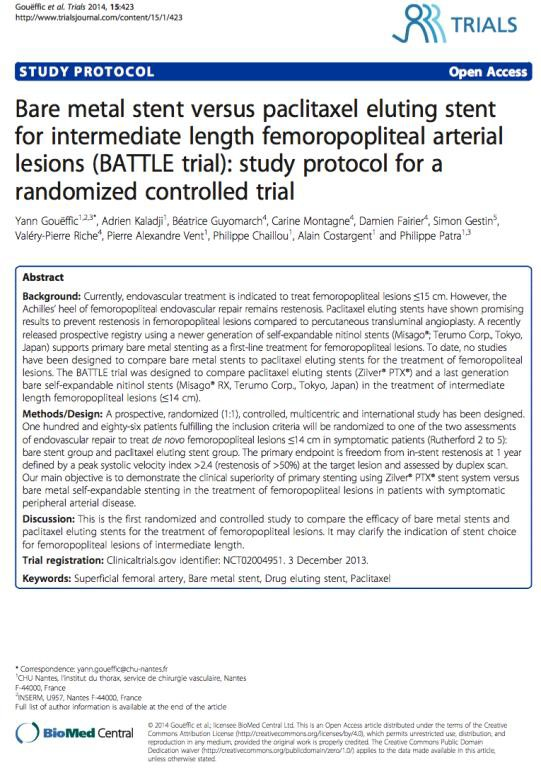 Gouëffic et al. Trials 2014, 15:423
http://www.trialsjournal.com/content/15/1/423
TRIALS
STUDY PROTOCOL
Open Access
Bare metal stent versus paclitaxel eluting stent
for intermediate length femoropopliteal arterial
lesions (BATTLE trial): study protocol for a
randomized controlled trial
Yann Gouëffic1,2,3*, Adrien Kaladji1, Béatrice Guyomarch4, Carine Montagne4, Damien Fairier4, Simon Gestin5,
Valéry-Pierre Riche4, Pierre Alexandre Vent1, Philippe Chaillou1, Alain Costargent1 and Philippe Patra1,3
Abstract
Background: Currently, endovascular treatment is indicated to treat femoropopliteal lesions ≤15 cm. However, the
Achilles' heel of femoropopliteal endovascular repair remains restenosis. Paclitaxel eluting stents have shown promising
results to prevent restenosis in femoropopliteal lesions compared to percutaneous transluminal angioplasty. A recently
released prospective registry using a newer generation of self-expandable nitinol stents (Misago®; Terumo Corp., Tokyo,
Japan) supports primary bare metal stenting as a first-line treatment for femoropopliteal lesions. To date, no studies
have been designed to compare bare metal stents to paclitaxel eluting stents for the treatment of femoropoliteal
lesions. The BATTLE trial was designed to compare paclitaxel eluting stents (Zilver® PTX®) and a last generation
bare self-expandable nitinol stents (Misago® RX, Terumo Corp., Tokyo, Japan) in the treatment of intermediate
length femoropopliteal lesions (≤14 cm).
Methods/Design: A prospective, randomized (1:1), controlled, multicentric and international study has been designed.
One hundred and eighty-six patients fulfilling the inclusion criteria will be randomized to one of the two assessments
of endovascular repair to treat de novo femoropopliteal lesions ≤14 cm in symptomatic patients (Rutherford 2 to 5):
bare stent group and paclitaxel eluting stent group. The primary endpoint is freedom from in-stent restenosis at 1 year
defined by a peak systolic velocity index >2.4 (restenosis of >50%) at the target lesion and assessed by duplex scan.
Our main objective is to demonstrate the clinical superiority of primary stenting using Zilver® PTX® stent system versus
bare metal self-expandable stenting in the treatment of femoropopliteal lesions in patients with symptomatic
peripheral arterial disease.
Discussion: This is the first randomized and controlled study to compare the efficacy of bare metal stents and
paclitaxel eluting stents for the treatment of femoropopliteal lesions. It may clarify the indication of stent choice
for femoropopliteal lesions of intermediate length.
Trial registration: Clinicaltrials.gov identifier: NCT02004951. 3 December 2013.
Keywords: Superficial femoral artery, Bare metal stent, Drug eluting stent, Paclitaxel
* Correspondence: yann.goueffic@chu-nantes.fr
1CHU Nantes, l'institut du thorax, service de chirurgie vasculaire, Nantes
F-44000, France
2INSERM, U957, Nantes F-44000, France
Full list of author information is available at the end of the article
BioMed Central
© 2014 Gouëffic et al.; licensee BioMed Central Ltd. This is an Open Access article distributed under the terms of the Creative
Commons Attribution License (http://creativecommons.org/licenses/by/4.0), which permits unrestricted use, distribution, and
reproduction in any medium, provided the original work is properly credited. The Creative Commons Public Domain
Dedication waiver (http://creativecommons.org/publicdomain/zero/1.0/) applies to the data made available in this article,
unless otherwise stated.